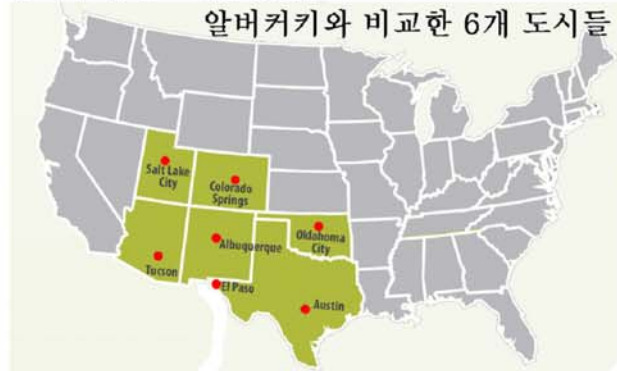 알버커키와 비교한 6개 도시들
Salt Lake
City
Colorado
Springs
Oklahoma
City
Albuquerque
Tucson
El Paso
Austin